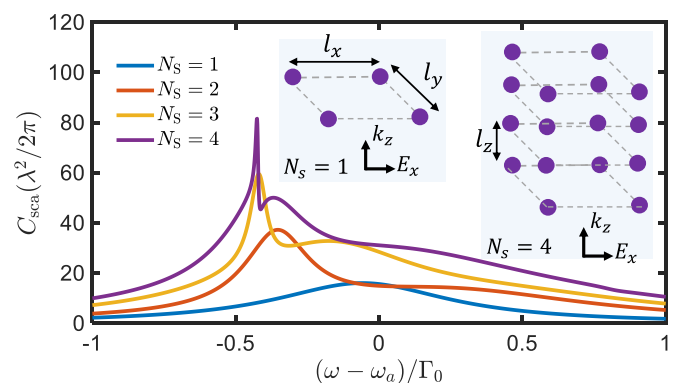 120
100
80
60
40
20
0
C_sca(λ²/2π)
N_S = 1
N_S = 2
N_S = 3
N_S = 4
l_x
l_y
k_z
E_x
N_s = 1
l_z
k_z
E_x
N_s = 4
-1 -0.5 0 0.5 1
(ω − ω_a)/Γ_0